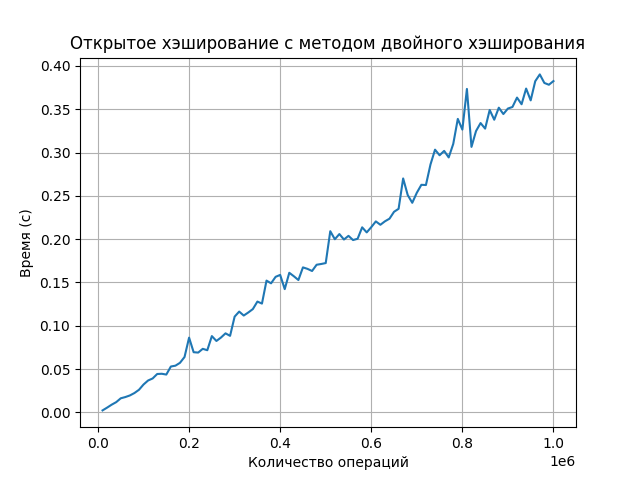 Открытое хэширование с методом двойного хэширования
0.40
0.35
0.30
0.25
0.20
0.15
0.10
0.05
0.00
Время (с)
0.0 0.2 0.4 0.6 0.8 1.0
1e6
Количество операций